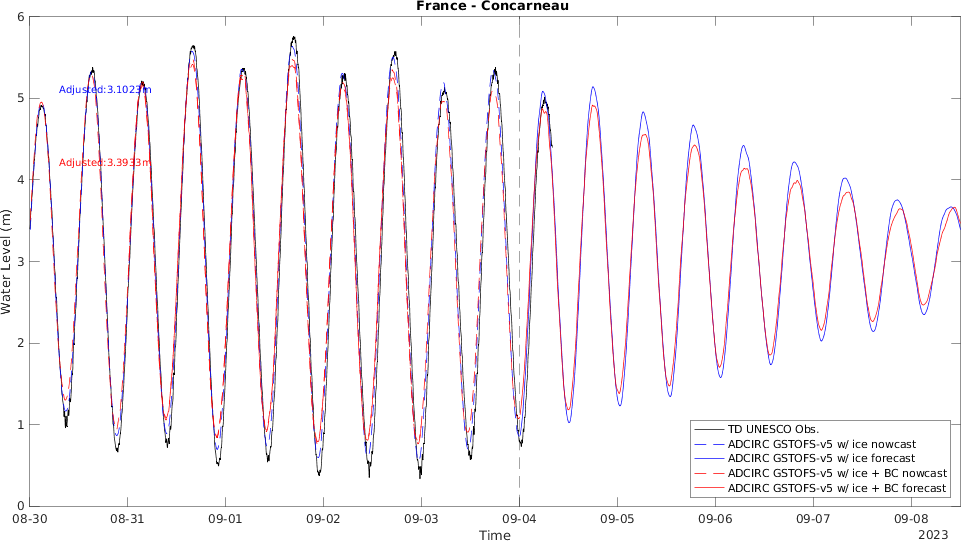 France - Concarneau
6
5
4
3
2
1
0
Water Level (m)
Adjusted:3.1023m
Adjusted:3.3933m
TD UNESCO Obs.
ADCIRC GSTOFS-v5 w/ ice nowcast
ADCIRC GSTOFS-v5 w/ ice forecast
ADCIRC GSTOFS-v5 w/ ice + BC nowcast
ADCIRC GSTOFS-v5 w/ ice + BC forecast
08-30 08-31 09-01 09-02 09-03 09-04 09-05 09-06 09-07 09-08
Time
2023